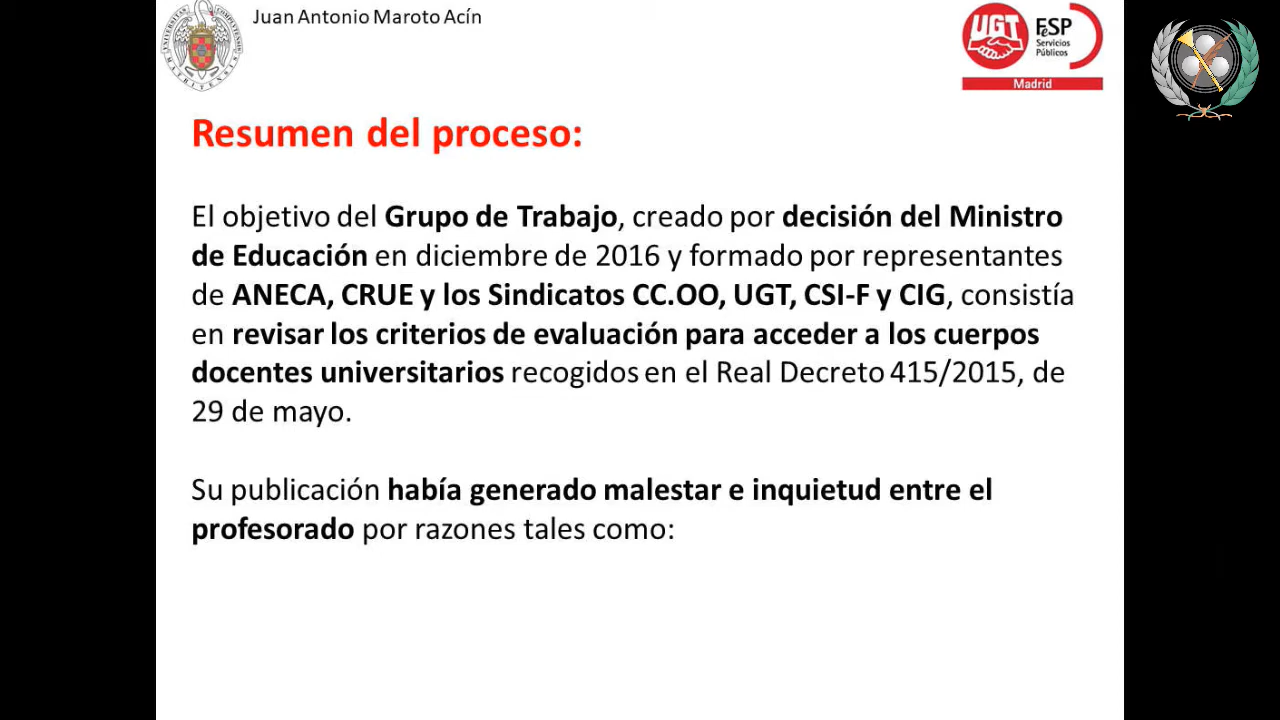 Juan Antonio Maroto Acín
UGT
FeSP
Servicios
Públicos
Madrid
Resumen del proceso:
El objetivo del Grupo de Trabajo, creado por decisión del Ministro
de Educación en diciembre de 2016 y formado por representantes
de ANECA, CRUE y los Sindicatos CC.OO, UGT, CSI-F y CIG, consistía
en revisar los criterios de evaluación para acceder a los cuerpos
docentes universitarios recogidos en el Real Decreto 415/2015, de
29 de mayo.
Su publicación había generado malestar e inquietud entre el
profesorado por razones tales como: